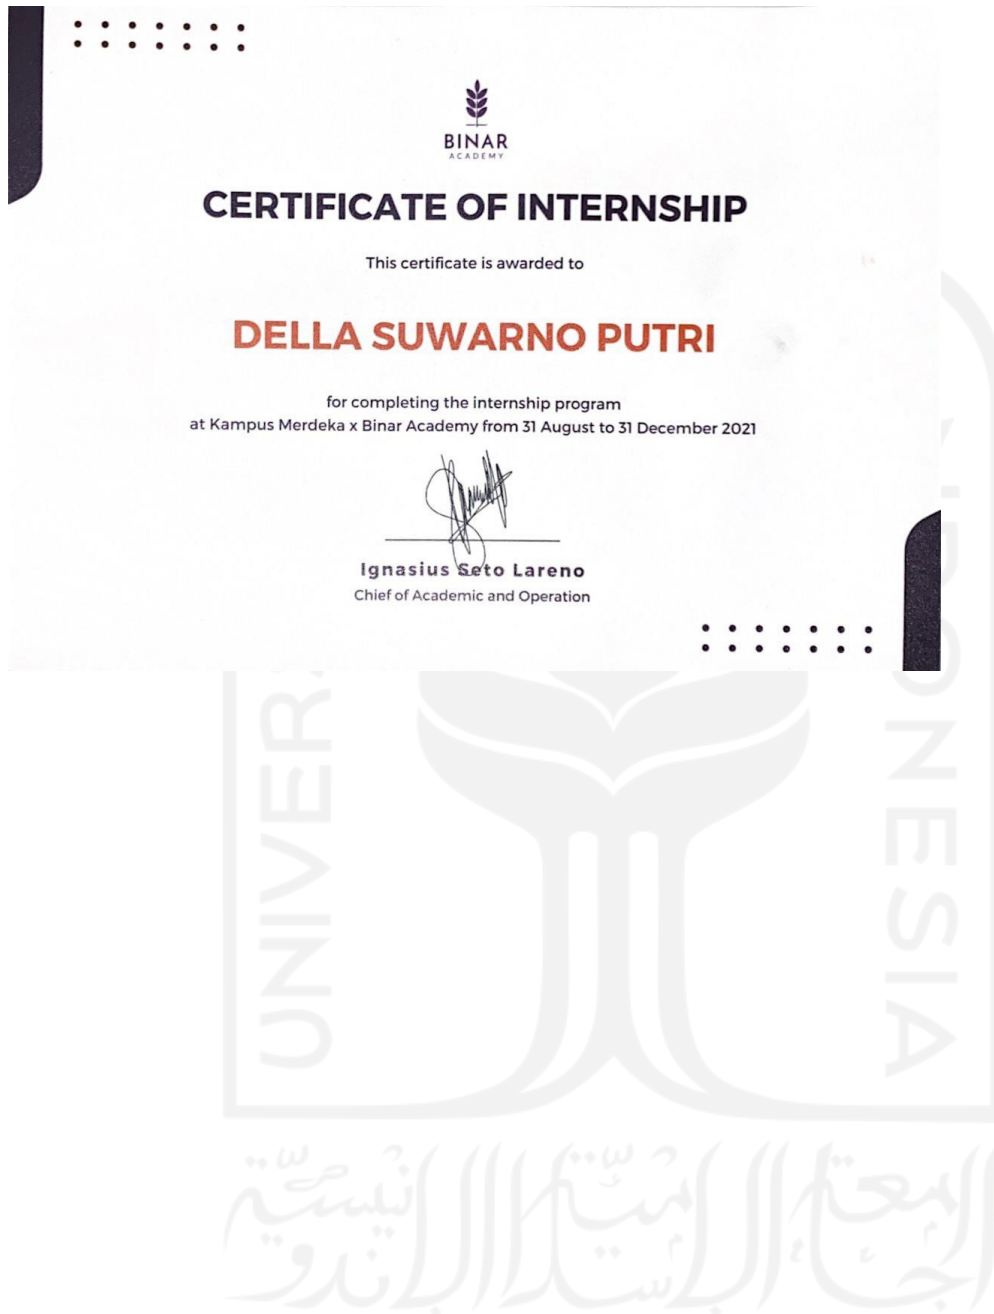 BINAR
ACADEMY
CERTIFICATE OF INTERNSHIP
This certificate is awarded to
DELLA SUWARNO PUTRI
for completing the internship program
at Kampus Merdeka x Binar Academy from 31 August to 31 December 2021
Ignasius Seto Lareno
Chief of Academic and Operation
UNIVER
ONESIA